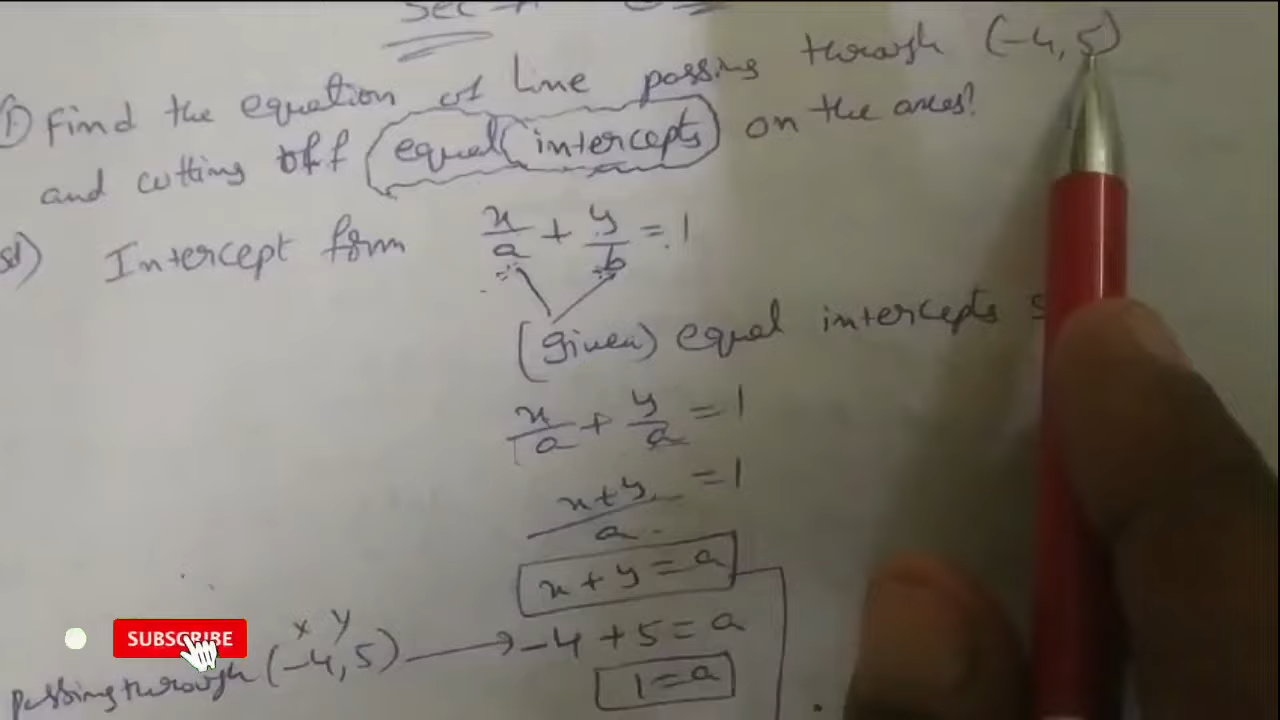 Sec-A
① Find the equation of Line passing through (-4, 5)
and cutting off equal intercepts on the axes?
Sol) Intercept form x/a + y/b = 1
(given) equal intercepts
x/a + y/a = 1
x+y/a = 1
x + y = a
x y
passing through (-4, 5) → -4 + 5 = a
1 = a
SUBSCRIBE